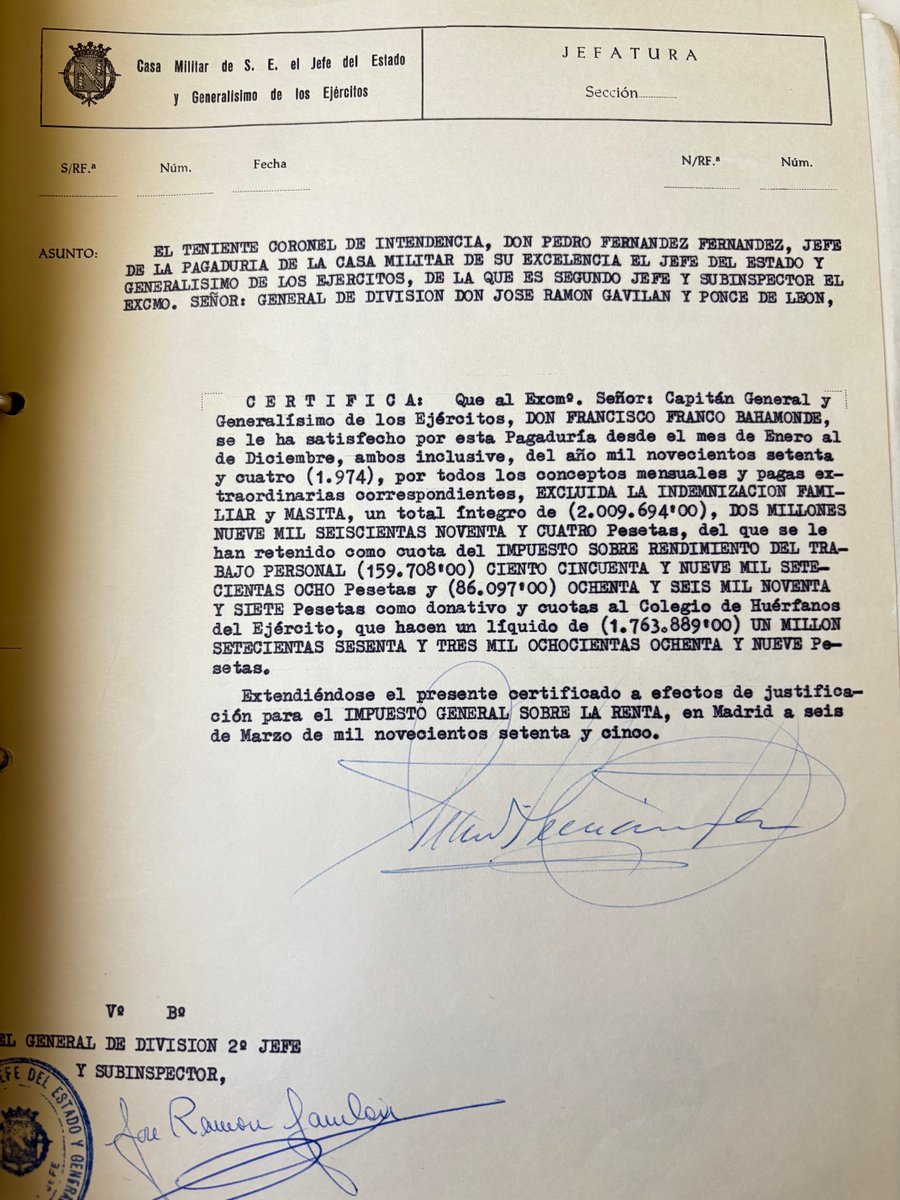 Casa Militar de S. E. el Jefe del Estado
y Generalísimo de los Ejércitos
JEFATURA
Sección
S/RF.ª Núm. Fecha N/RF.ª Núm.
ASUNTO: EL TENIENTE CORONEL DE INTENDENCIA, DON PEDRO FERNANDEZ FERNANDEZ, JEFE
DE LA PAGADURIA DE LA CASA MILITAR DE SU EXCELENCIA EL JEFE DEL ESTADO Y
GENERALISIMO DE LOS EJERCITOS, DE LA QUE ES SEGUNDO JEFE Y SUBINSPECTOR EL
EXCMO. SEÑOR: GENERAL DE DIVISION DON JOSE RAMON GAVILAN Y PONCE DE LEON,
C E R T I F I C A: Que al Excmº. Señor: Capitán General y
Generalísimo de los Ejércitos, DON FRANCISCO FRANCO BAHAMONDE,
se le ha satisfecho por esta Pagaduría desde el mes de Enero al
de Diciembre, ambos inclusive, del año mil novecientos setenta
y cuatro (1.974), por todos los conceptos mensuales y pagas ex-
traordinarias correspondientes, EXCLUIDA LA INDEMNIZACION FAMI-
LIAR y MASITA, un total íntegro de (2.009.694'00), DOS MILLONES
NUEVE MIL SEISCIENTAS NOVENTA Y CUATRO Pesetas, del que se le
han retenido como cuota del IMPUESTO SOBRE RENDIMIENTO DEL TRA-
BAJO PERSONAL (159.708'00) CIENTO CINCUENTA Y NUEVE MIL SETE-
CIENTAS OCHO Pesetas y (86.097'00) OCHENTA Y SEIS MIL NOVENTA
Y SIETE Pesetas como donativo y cuotas al Colegio de Huérfanos
del Ejército, que hacen un líquido de (1.763.889'00) UN MILLON
SETECIENTAS SESENTA Y TRES MIL OCHOCIENTAS OCHENTA Y NUEVE Pe-
setas.
Extendiéndose el presente certificado a efectos de justifica-
ción para el IMPUESTO GENERAL SOBRE LA RENTA, en Madrid a seis
de Marzo de mil novecientos setenta y cinco.
Vº Bº
EL GENERAL DE DIVISION 2º JEFE
Y SUBINSPECTOR,
JEFE DEL ESTADO Y
José Ramón Gavilán